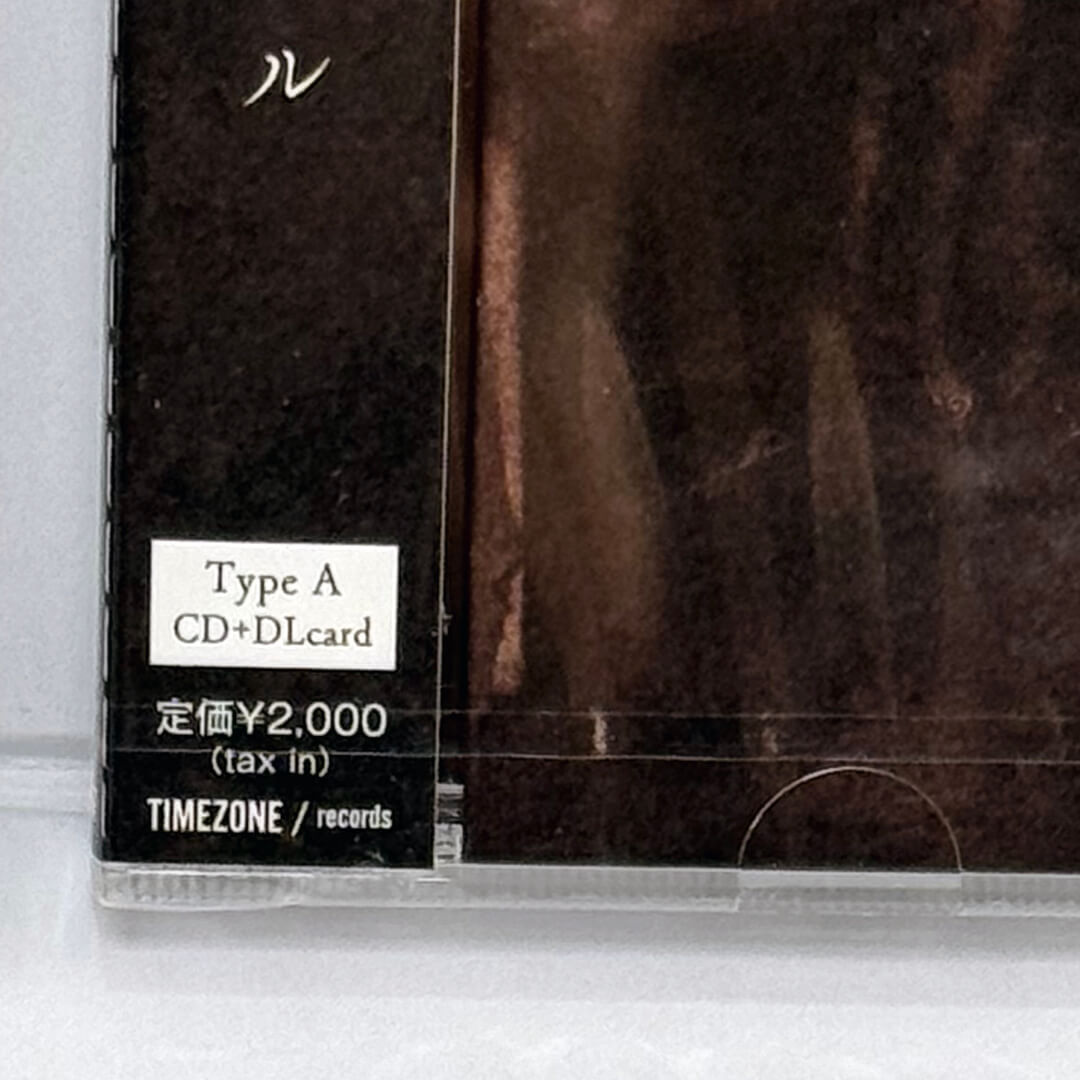 ル
Type A
CD+DLcard
定価¥2,000
(tax in)
TIMEZONE / records